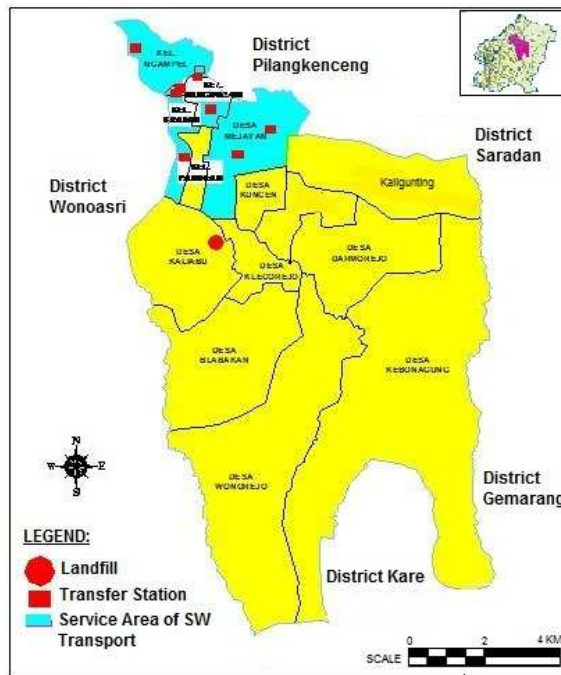 District
Pilangkenceng
KEL.
NGAMPEL
DESA
MEJAYAN
District
Saradan
District
Wonoasri
KEL.
DESA
KUNCEN
Kaligunting
DESA
KALIABU
DESA
KLECOREJO
DESA
DARMOREJO
DESA
BLABAKAN
DESA
KEBONAGUNG
DESA
WONOREJO
N
W E
S
District
Gemarang
LEGEND:
Landfill
Transfer Station
Service Area of SW
Transport
District Kare
0 2 4 KM
SCALE